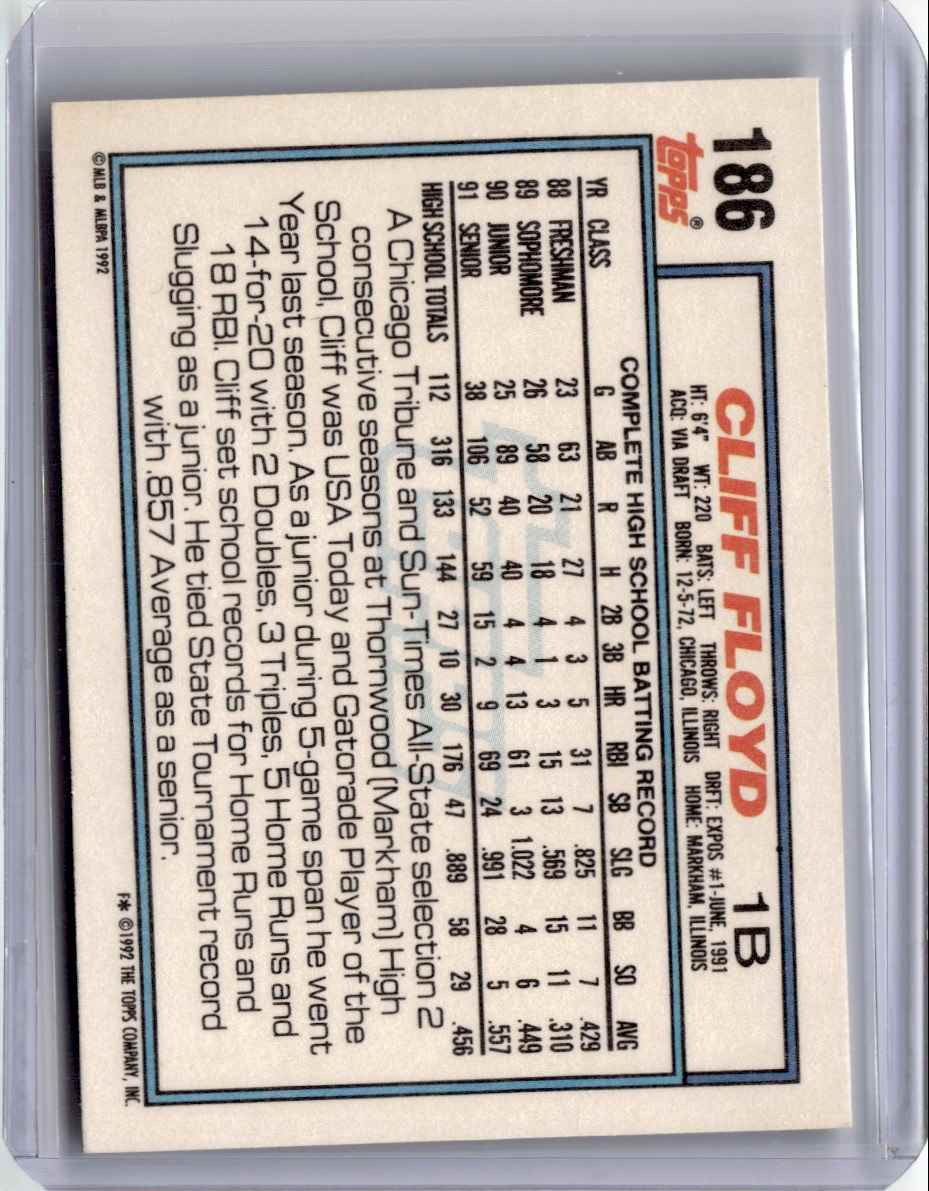 186
TOPPS®
CLIFF FLOYD 1B
HT: 6'4" WT: 220 BATS: LEFT THROWS: RIGHT DRFT: EXPOS #1-JUNE, 1991
ACQ: VIA DRAFT BORN: 12-5-72, CHICAGO, ILLINOIS HOME: MARKHAM, ILLINOIS
COMPLETE HIGH SCHOOL BATTING RECORD
YR CLASS G AB R H 2B 3B HR RBI SB SLG BB SO AVG
88 FRESHMAN 23 63 21 27 4 3 5 31 7 .825 11 7 .429
89 SOPHOMORE 26 58 20 18 4 1 3 15 13 .569 15 11 .310
90 JUNIOR 25 89 40 40 4 4 13 61 3 1.022 4 6 .449
91 SENIOR 38 106 52 59 15 2 9 69 24 .991 28 5 .557
HIGH SCHOOL TOTALS 112 316 133 144 27 10 30 176 47 .889 58 29 .456
A Chicago Tribune and Sun-Times All-State selection 2
consecutive seasons at Thornwood (Markham) High
School, Cliff was USA Today and Gatorade Player of the
Year last season. As a junior during 5-game span he went
14-for-20 with 2 Doubles, 3 Triples, 5 Home Runs and
18 RBI. Cliff set school records for Home Runs and
Slugging as a junior. He tied State Tournament record
with .857 Average as a senior.
©MLB & MLBPA 1992
F* ©1992 THE TOPPS COMPANY, INC.